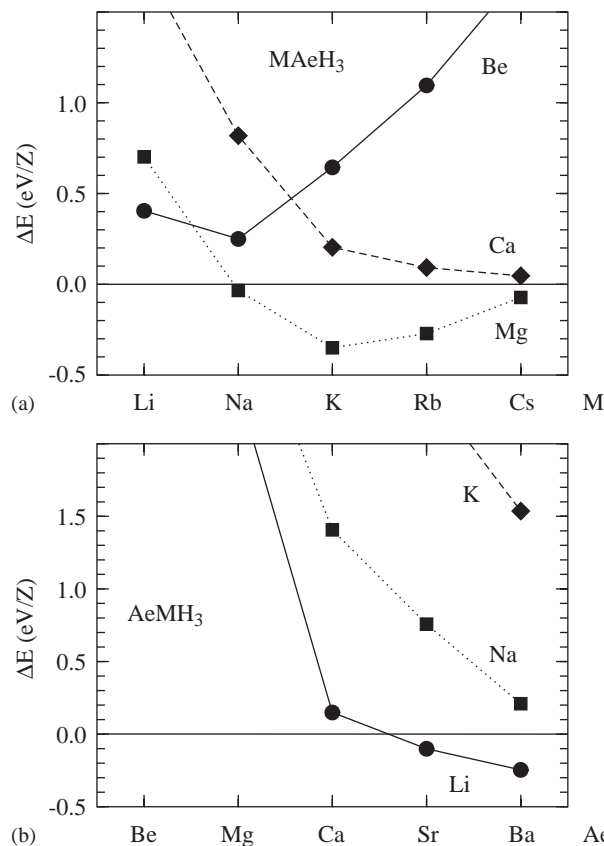 MAeH₃
Be
1.0
0.5
0.0
-0.5
ΔE (eV/Z)
Ca
Mg
(a) Li Na K Rb Cs M
K
1.5
1.0
0.5
0.0
-0.5
ΔE (eV/Z)
AeMH₃
Na
Li
(b) Be Mg Ca Sr Ba Ae